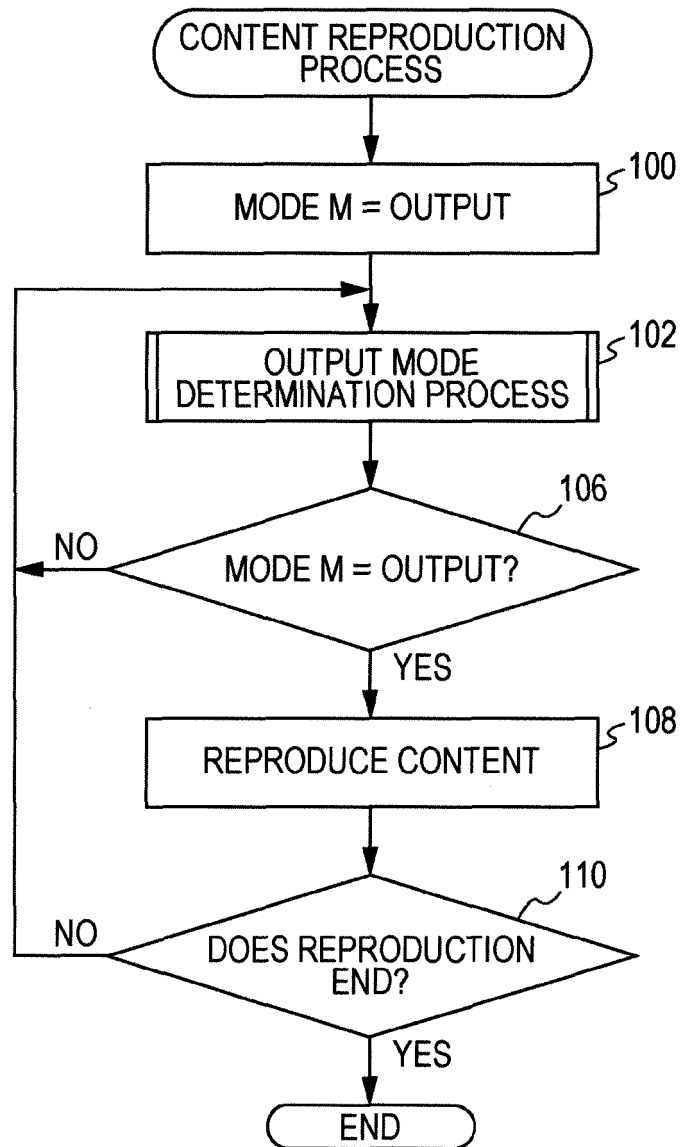 CONTENT REPRODUCTION
PROCESS
100
MODE M = OUTPUT
102
OUTPUT MODE
DETERMINATION PROCESS
106
NO
MODE M = OUTPUT?
YES
108
REPRODUCE CONTENT
110
NO
DOES REPRODUCTION
END?
YES
END